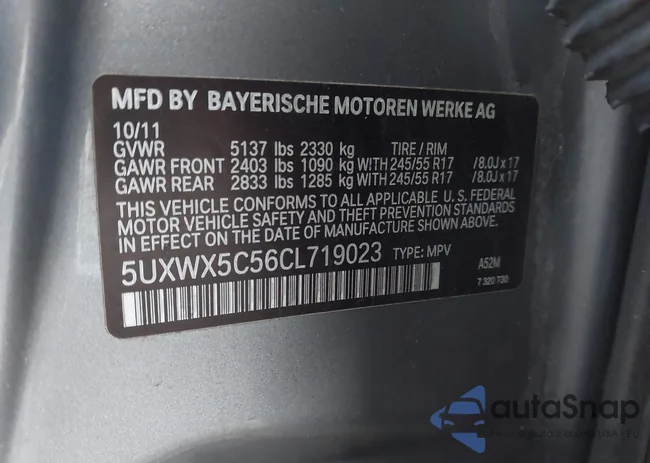 MFD BY BAYERISCHE MOTOREN WERKE AG
10/11
GVWR 5137 lbs 2330 kg TIRE / RIM
GAWR FRONT 2403 lbs 1090 kg WITH 245/55 R17 / 8.0J x 17
GAWR REAR 2833 lbs 1285 kg WITH 245/55 R17 / 8.0J x 17
THIS VEHICLE CONFORMS TO ALL APPLICABLE U. S. FEDERAL
MOTOR VEHICLE SAFETY AND THEFT PREVENTION STANDARDS
IN EFFECT ON THE DATE OF MANUFACTURE SHOWN ABOVE.
5UXWX5C56CL719023 TYPE: MPV A52M
7 320 730
autoSnap